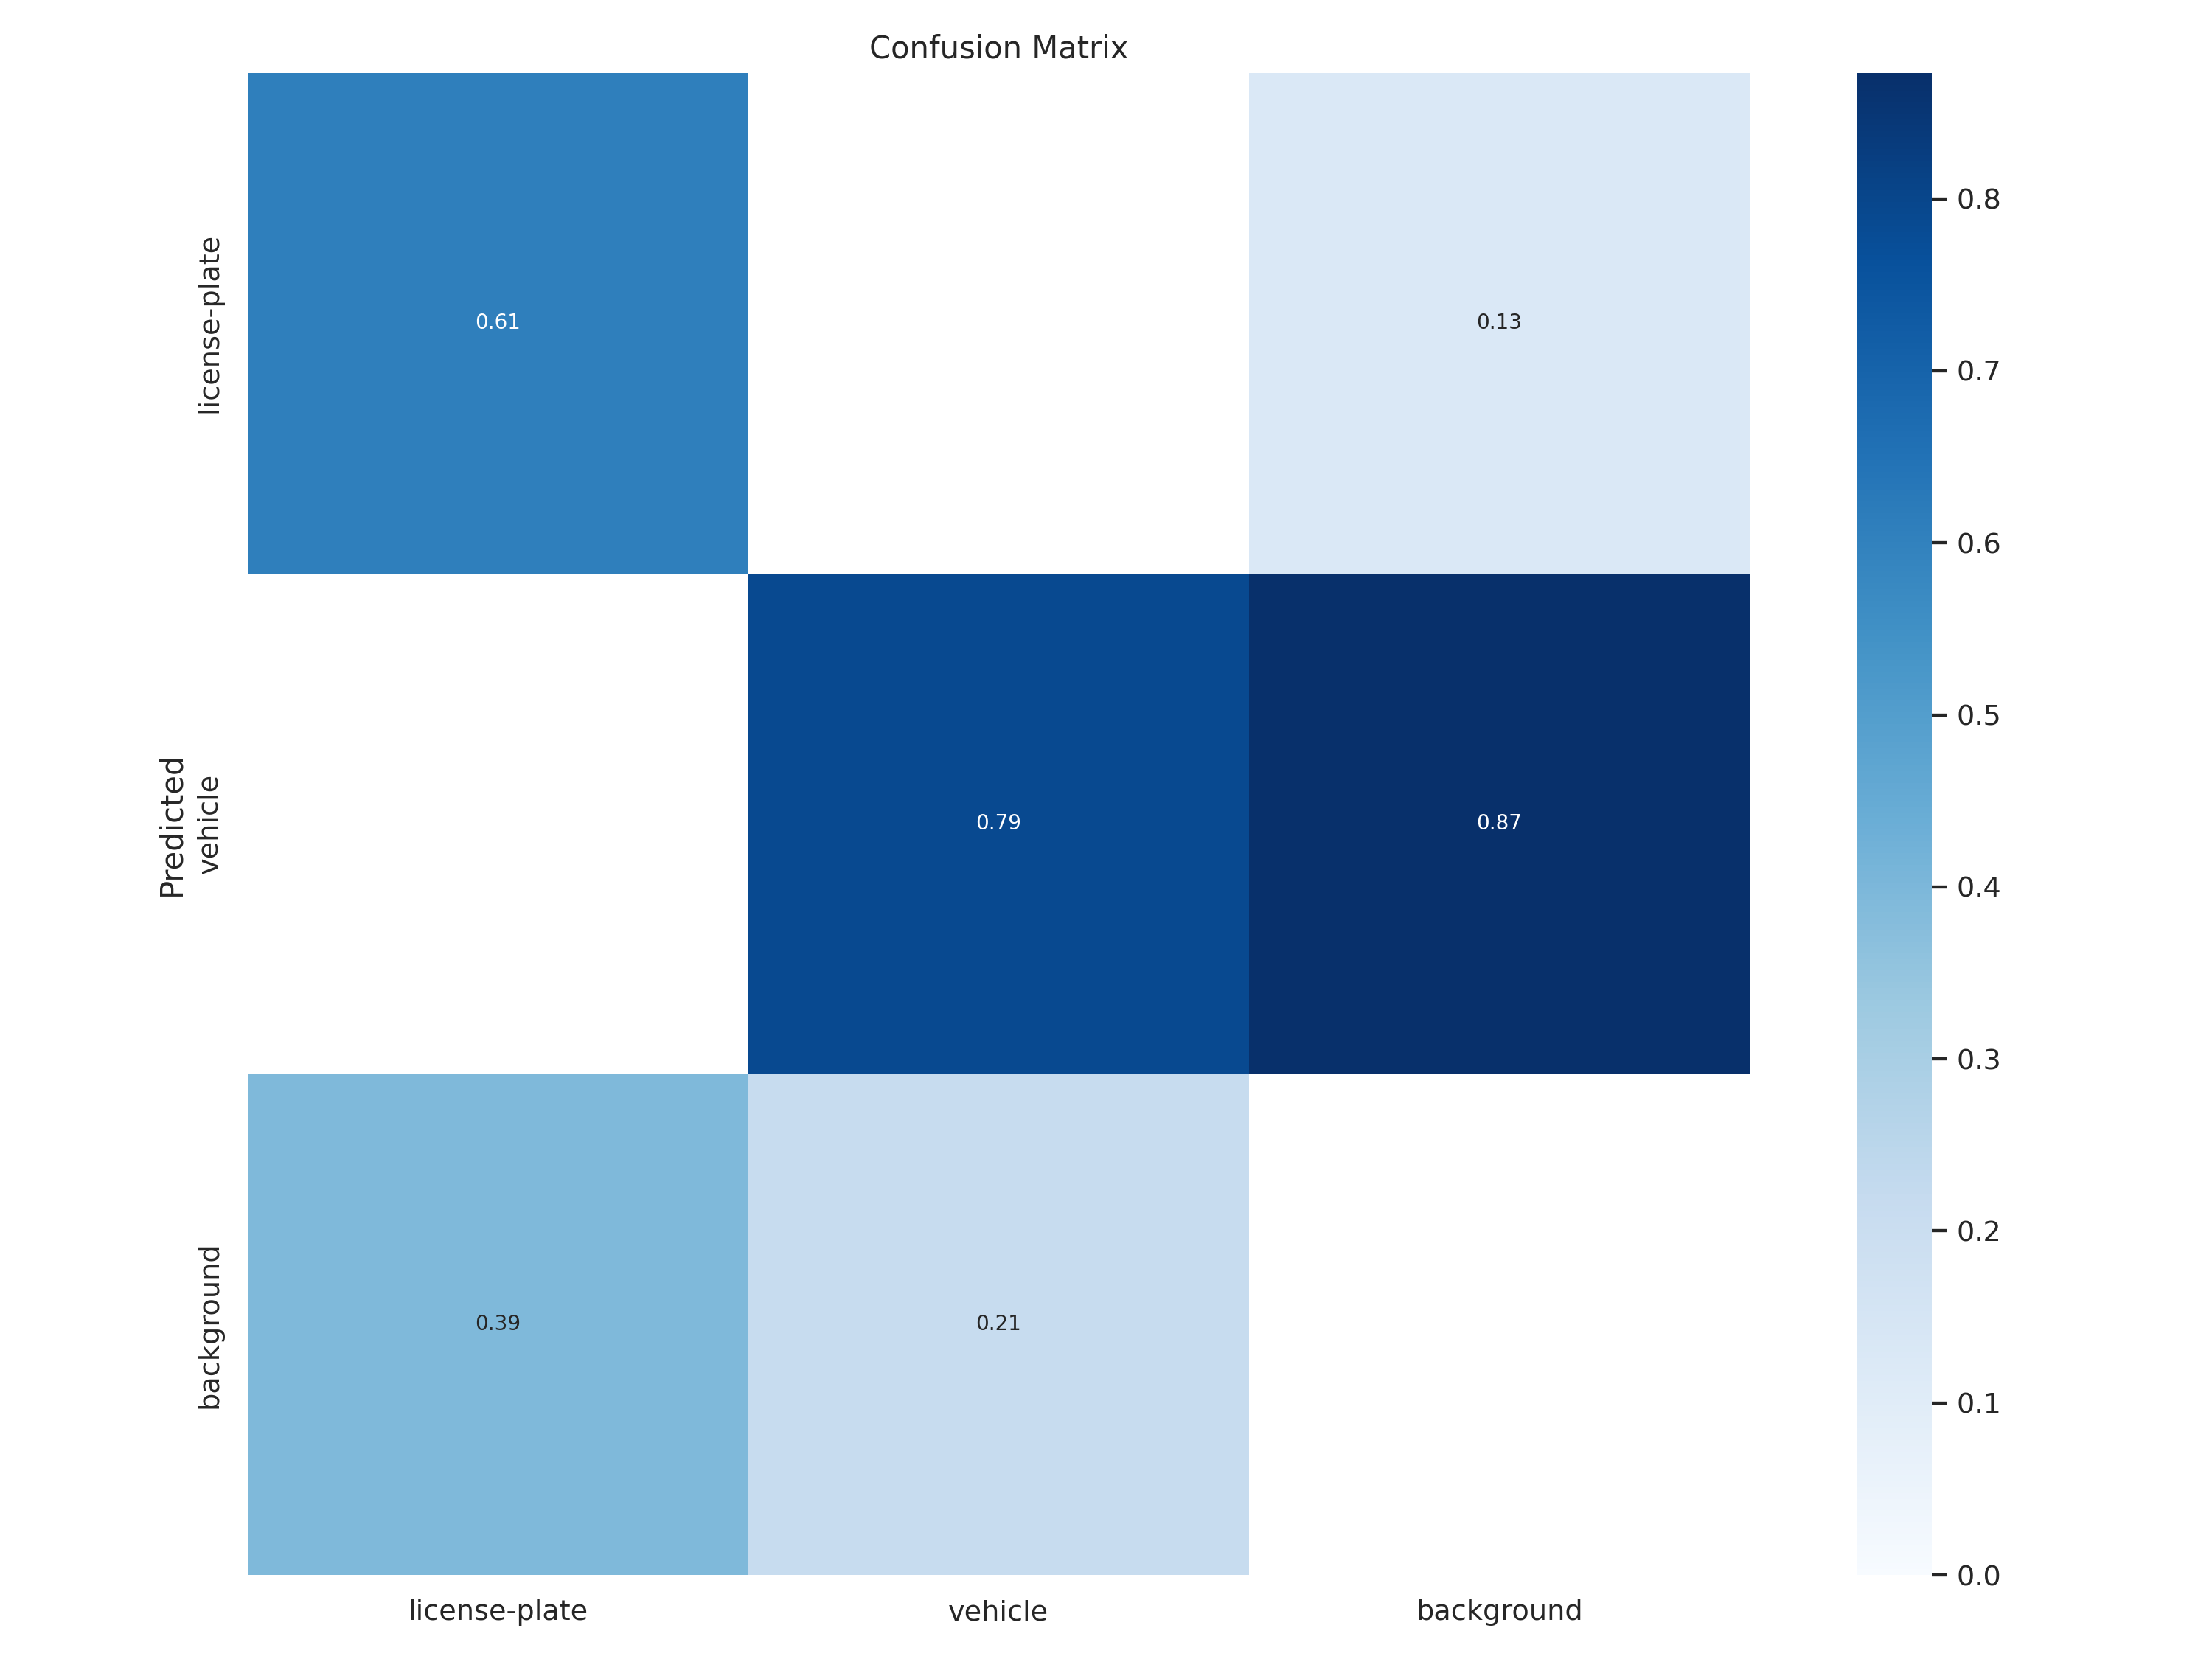 Confusion Matrix
license-plate
0.61
0.13
Predicted
vehicle
0.79
0.87
background
0.39
0.21
license-plate
vehicle
background
0.8
0.7
0.6
0.5
0.4
0.3
0.2
0.1
0.0